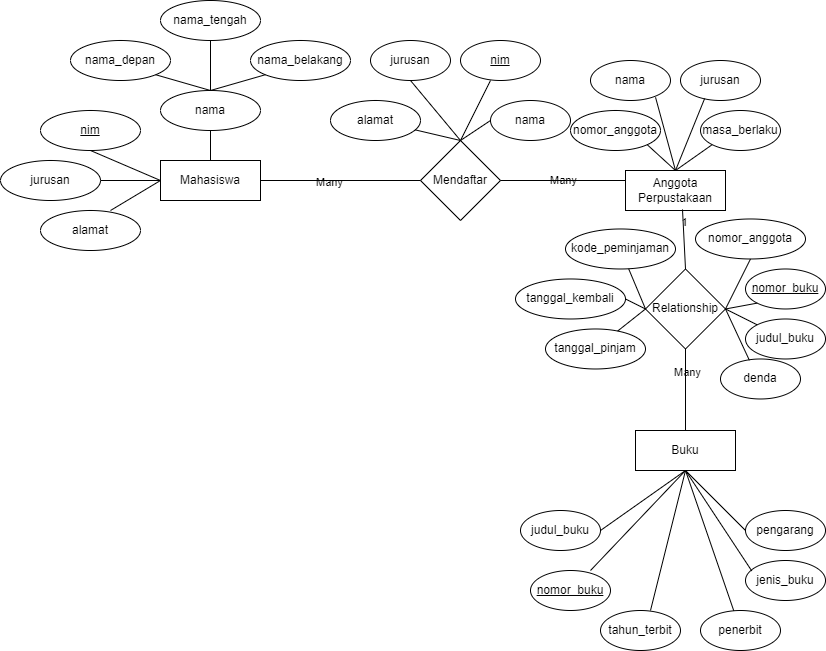 nama_tengah
nama_depan
nama_belakang
nama
nim
jurusan
alamat
Mahasiswa
Many
jurusan
nim
alamat
nama
Mendaftar
Many
nama
jurusan
nomor_anggota
masa_berlaku
Anggota
Perpustakaan
1
kode_peminjaman
nomor_anggota
tanggal_kembali
nomor_buku
Relationship
judul_buku
tanggal_pinjam
denda
Many
Buku
judul_buku
pengarang
nomor_buku
jenis_buku
tahun_terbit
penerbit